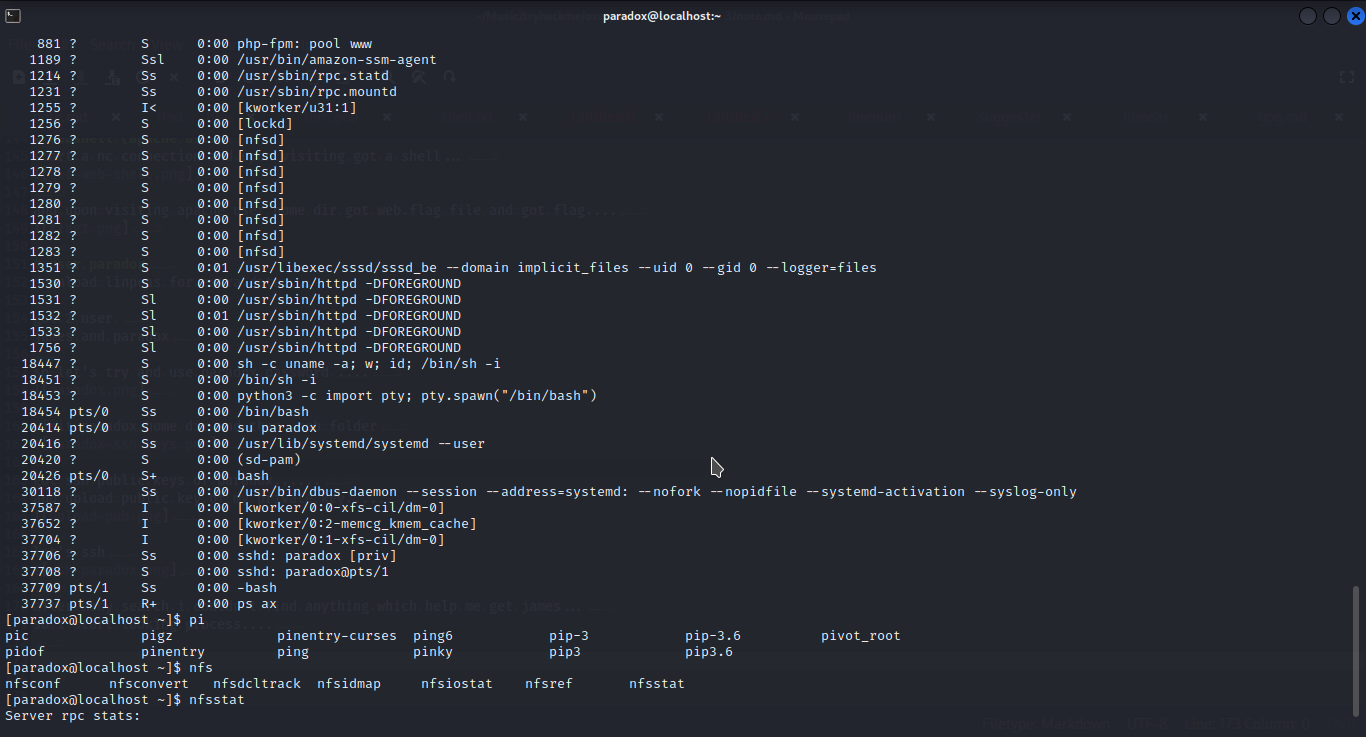 paradox@localhost:~
881 ?        S      0:00 php-fpm: pool www
1189 ?        Ssl    0:00 /usr/bin/amazon-ssm-agent
1214 ?        Ss     0:00 /usr/sbin/rpc.statd
1231 ?        Ss     0:00 /usr/sbin/rpc.mountd
1255 ?        I<     0:00 [kworker/u31:1]
1256 ?        S      0:00 [lockd]
1276 ?        S      0:00 [nfsd]
1277 ?        S      0:00 [nfsd]
1278 ?        S      0:00 [nfsd]
1279 ?        S      0:00 [nfsd]
1280 ?        S      0:00 [nfsd]
1281 ?        S      0:00 [nfsd]
1282 ?        S      0:00 [nfsd]
1283 ?        S      0:00 [nfsd]
1351 ?        S      0:01 /usr/libexec/sssd/sssd_be --domain implicit_files --uid 0 --gid 0 --logger=files
1530 ?        S      0:00 /usr/sbin/httpd -DFOREGROUND
1531 ?        Sl     0:00 /usr/sbin/httpd -DFOREGROUND
1532 ?        Sl     0:01 /usr/sbin/httpd -DFOREGROUND
1533 ?        Sl     0:00 /usr/sbin/httpd -DFOREGROUND
1756 ?        Sl     0:00 /usr/sbin/httpd -DFOREGROUND
18447 ?        S      0:00 sh -c uname -a; w; id; /bin/sh -i
18451 ?        S      0:00 /bin/sh -i
18453 ?        S      0:00 python3 -c import pty; pty.spawn("/bin/bash")
18454 pts/0    Ss     0:00 /bin/bash
20414 pts/0    S      0:00 su paradox
20416 ?        Ss     0:00 /usr/lib/systemd/systemd --user
20420 ?        S      0:00 (sd-pam)
20426 pts/0    S+     0:00 bash
30118 ?        Ss     0:00 /usr/bin/dbus-daemon --session --address=systemd: --nofork --nopidfile --systemd-activation --syslog-only
37587 ?        I      0:00 [kworker/0:0-xfs-cil/dm-0]
37652 ?        I      0:00 [kworker/0:2-memcg_kmem_cache]
37704 ?        I      0:00 [kworker/0:1-xfs-cil/dm-0]
37706 ?        Ss     0:00 sshd: paradox [priv]
37708 ?        S      0:00 sshd: paradox@pts/1
37709 pts/1    Ss     0:00 -bash
37737 pts/1    R+     0:00 ps ax
[paradox@localhost ~]$ pi
pic              pigz             pinentry-curses  ping6            pip-3            pip-3.6          pivot_root
pidof            pinentry         ping             pinky            pip3             pip3.6
[paradox@localhost ~]$ nfs
nfsconf      nfsconvert   nfsdcltrack  nfsidmap     nfsiostat    nfsref       nfsstat
[paradox@localhost ~]$ nfsstat
Server rpc stats: